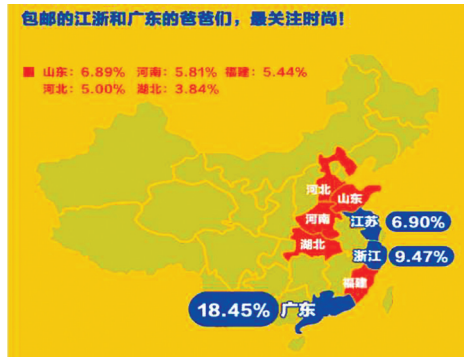 包邮的江浙和广东的爸爸们，最关注时尚！
山东：6.89% 河南：5.81% 福建：5.44%
河北：5.00% 湖北：3.84%
河北
山东
河南
江苏 6.90%
湖北
浙江 9.47%
福建
18.45% 广东